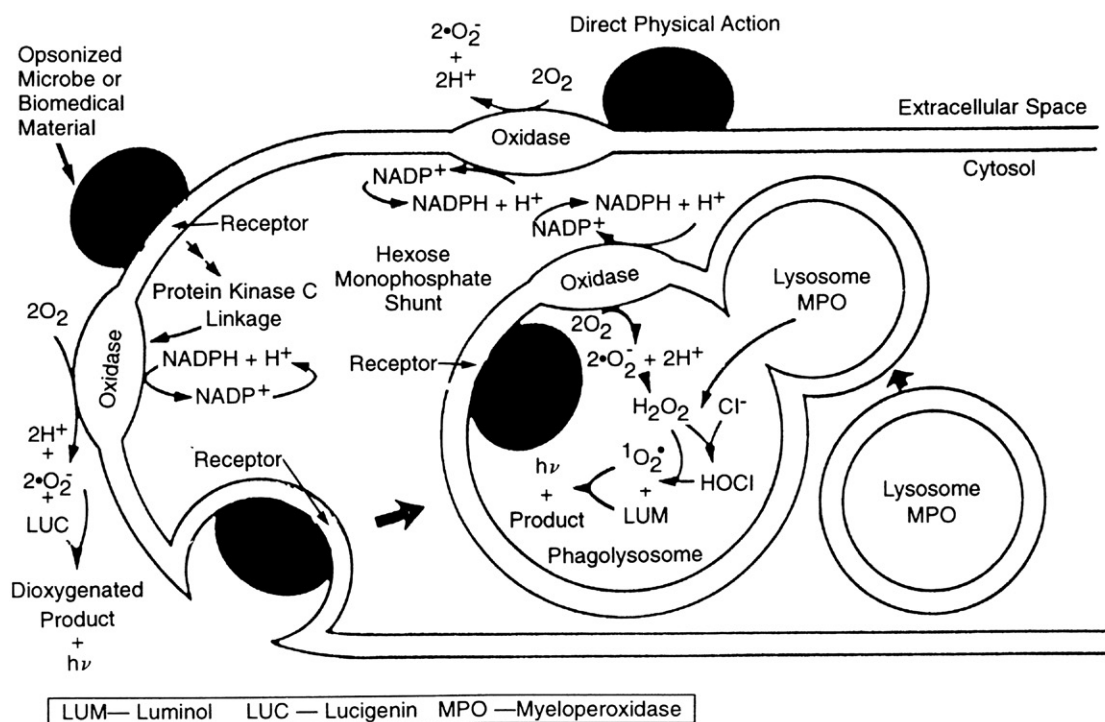 Direct Physical Action
Opsonized
Microbe or
Biomedical
Material
2•O₂⁻
+
2H⁺
2O₂
Oxidase
Extracellular Space
Cytosol
NADP⁺
NADPH + H⁺
NADPH + H⁺
NADP⁺
Receptor
Protein Kinase C
Linkage
Hexose
Monophosphate
Shunt
Oxidase
Lysosome
MPO
2O₂
Oxidase
NADPH + H⁺
NADP⁺
2O₂
2•O₂⁻ + 2H⁺
Receptor
H₂O₂
Cl⁻
¹O₂•
HOCl
+
LUM
hν
+
Product
Phagolysosome
Lysosome
MPO
2H⁺
+
2•O₂⁻
+
LUC
Dioxygenated
Product
+
hν
Receptor
LUM— Luminol LUC — Lucigenin MPO —Myeloperoxidase